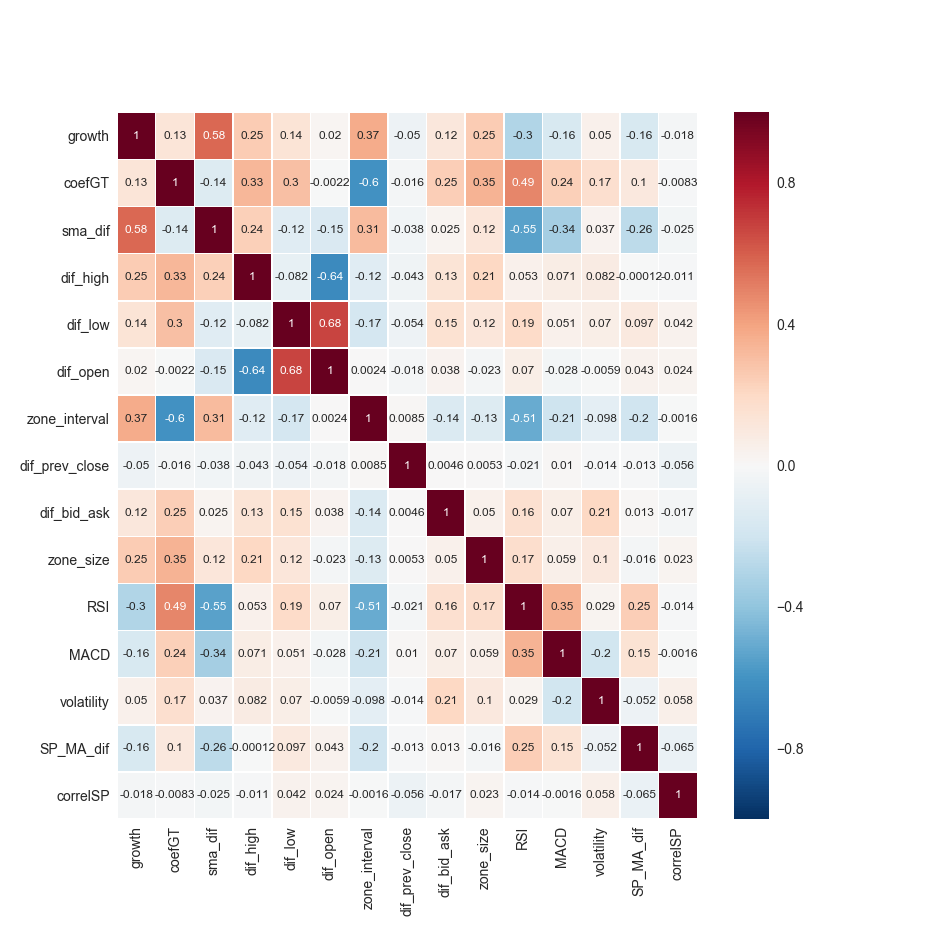 growth 1 0.13 0.58 0.25 0.14 0.02 0.37 -0.05 0.12 0.25 -0.3 -0.16 0.05 -0.16 -0.018
coefGT 0.13 1 -0.14 0.33 0.3 -0.0022 -0.6 -0.016 0.25 0.35 0.49 0.24 0.17 0.1 -0.0083
0.8
sma_dif 0.58 -0.14 1 0.24 -0.12 -0.15 0.31 -0.038 0.025 0.12 -0.55 -0.34 0.037 -0.26 -0.025
dif_high 0.25 0.33 0.24 1 -0.082 -0.64 -0.12 -0.043 0.13 0.21 0.053 0.071 0.082 -0.00012 -0.011
dif_low 0.14 0.3 -0.12 -0.082 1 0.68 -0.17 -0.054 0.15 0.12 0.19 0.051 0.07 0.097 0.042
0.4
dif_open 0.02 -0.0022 -0.15 -0.64 0.68 1 0.0024 -0.018 0.038 -0.023 0.07 -0.028 -0.0059 0.043 0.024
zone_interval 0.37 -0.6 0.31 -0.12 -0.17 0.0024 1 0.0085 -0.14 -0.13 -0.51 -0.21 -0.098 -0.2 -0.0016
dif_prev_close -0.05 -0.016 -0.038 -0.043 -0.054 -0.018 0.0085 1 0.0046 0.0053 -0.021 0.01 -0.014 -0.013 -0.056
0.0
dif_bid_ask 0.12 0.25 0.025 0.13 0.15 0.038 -0.14 0.0046 1 0.05 0.16 0.07 0.21 0.013 -0.017
zone_size 0.25 0.35 0.12 0.21 0.12 -0.023 -0.13 0.0053 0.05 1 0.17 0.059 0.1 -0.016 0.023
RSI -0.3 0.49 -0.55 0.053 0.19 0.07 -0.51 -0.021 0.16 0.17 1 0.35 0.029 0.25 -0.014
−0.4
MACD -0.16 0.24 -0.34 0.071 0.051 -0.028 -0.21 0.01 0.07 0.059 0.35 1 -0.2 0.15 -0.0016
volatility 0.05 0.17 0.037 0.082 0.07 -0.0059 -0.098 -0.014 0.21 0.1 0.029 -0.2 1 -0.052 0.058
SP_MA_dif -0.16 0.1 -0.26 -0.00012 0.097 0.043 -0.2 -0.013 0.013 -0.016 0.25 0.15 -0.052 1 -0.065
−0.8
correlSP -0.018 -0.0083 -0.025 -0.011 0.042 0.024 -0.0016 -0.056 -0.017 0.023 -0.014 -0.0016 0.058 -0.065 1
growth
coefGT
sma_dif
dif_high
dif_low
dif_open
zone_interval
dif_prev_close
dif_bid_ask
zone_size
RSI
MACD
volatility
SP_MA_dif
correlSP